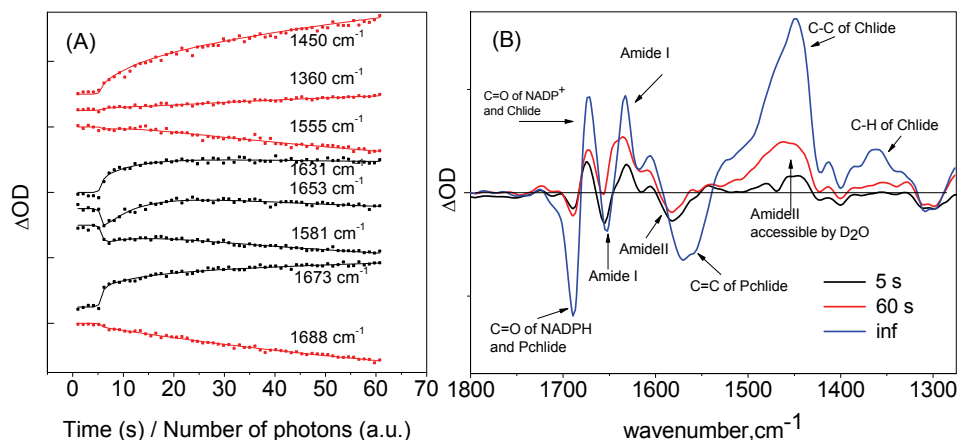 (A)
1450 cm-1
1360 cm-1
1555 cm-1
1631 cm-1
1653 cm-1
1581 cm-1
1673 cm-1
1688 cm-1
ΔOD
0 10 20 30 40 50 60 70
Time (s) / Number of photons (a.u.)
(B)
C-C of Chlide
Amide I
C=O of NADP+
and Chlide
C-H of Chlide
AmideII
AmideII
accessible by D2O
Amide I
C=C of Pchlide
C=O of NADPH
and Pchlide
5 s
60 s
inf
ΔOD
1800 1700 1600 1500 1400 1300
wavenumber,cm-1